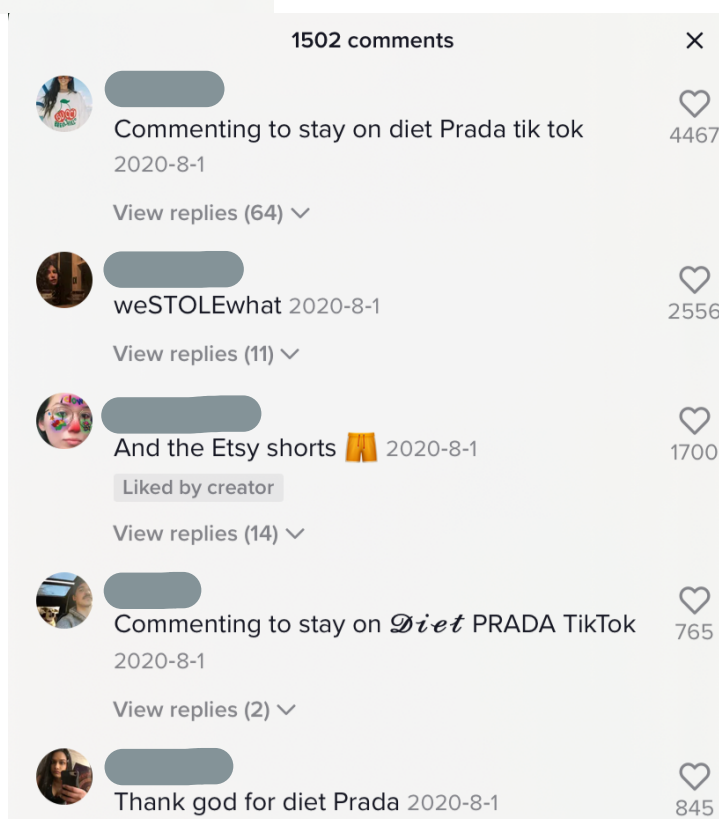 1502 comments
Commenting to stay on diet Prada tik tok
4467
2020-8-1
View replies (64)
weSTOLEwhat 2020-8-1
2556
View replies (11)
And the Etsy shorts 🩳 2020-8-1
1700
Liked by creator
View replies (14)
Commenting to stay on 𝓓𝓲𝓮𝓽 PRADA TikTok
765
2020-8-1
View replies (2)
Thank god for diet Prada 2020-8-1
845